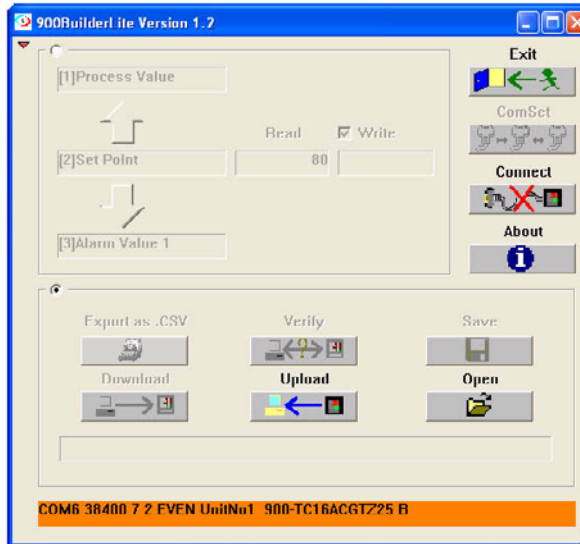 900BuilderLite Version 1.2
Exit
[1]Process Value
ComSet
Read Write
[2]Set Point 80
Connect
About
[3]Alarm Value 1
Export as .CSV Verify Save
Download Upload Open
COM6 38400 7 2 EVEN UnitNo1 900-TC16ACGTZ25 B